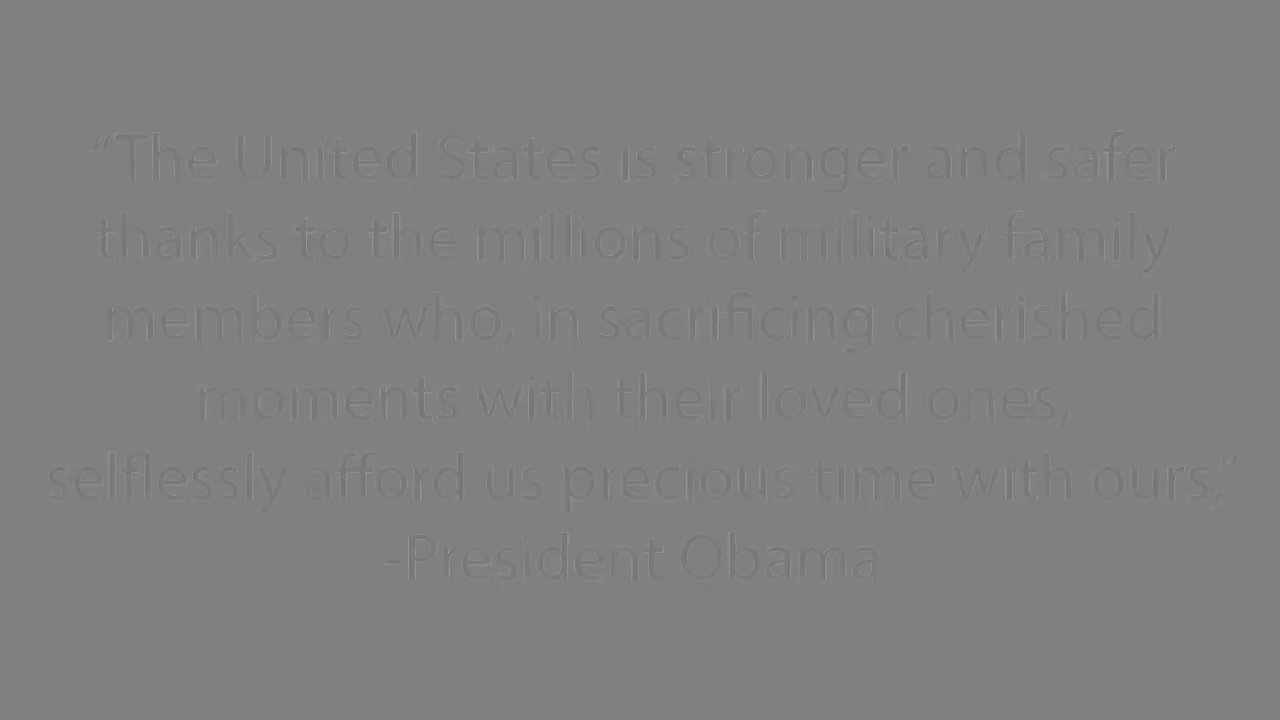 “The United States is stronger and safer
thanks to the millions of military family
members who, in sacrificing cherished
moments with their loved ones,
selflessly afford us precious time with ours,”
-President Obama